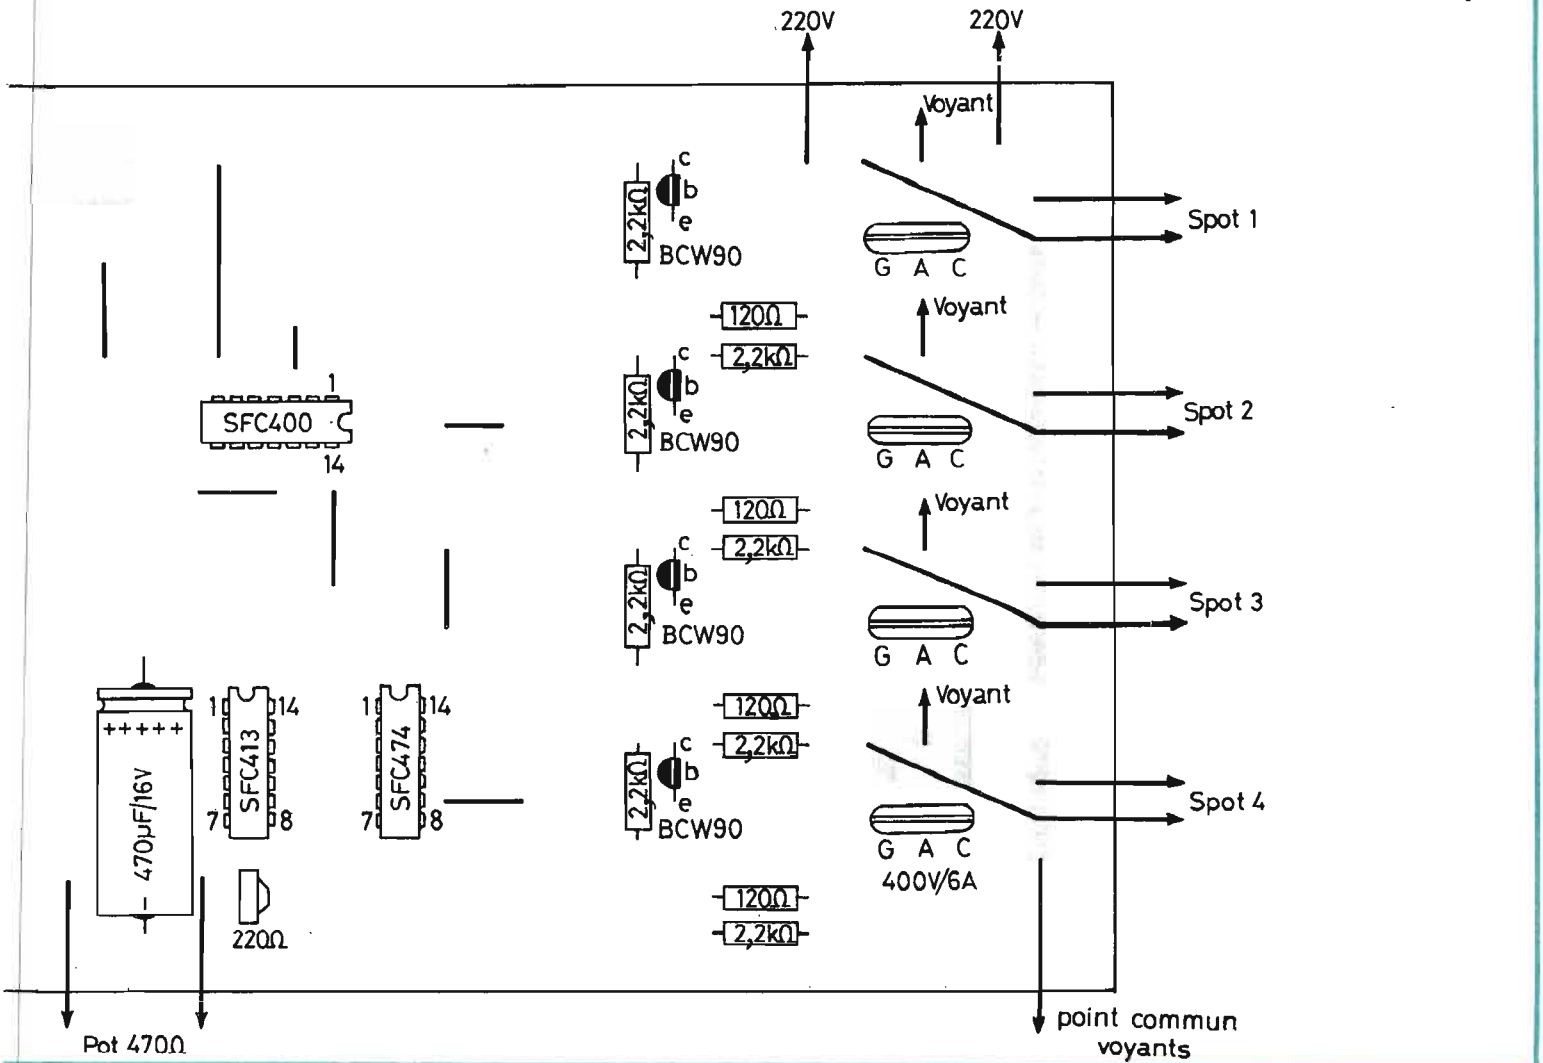 220V 220V
Voyant
c
b
e
2,2kΩ
BCW90
G A C
Spot 1
Voyant
120Ω
2,2kΩ
c
b
e
2,2kΩ
BCW90
G A C
Spot 2
1
SFC400
14
Voyant
120Ω
2,2kΩ
c
b
e
2,2kΩ
BCW90
G A C
Spot 3
Voyant
120Ω
2,2kΩ
c
b
e
2,2kΩ
BCW90
G A C
400V/6A
Spot 4
+++++
470µF/16V
-
1 14
SFC413
7 8
1 14
SFC474
7 8
220Ω
120Ω
2,2kΩ
Pot 470Ω
point commun
voyants